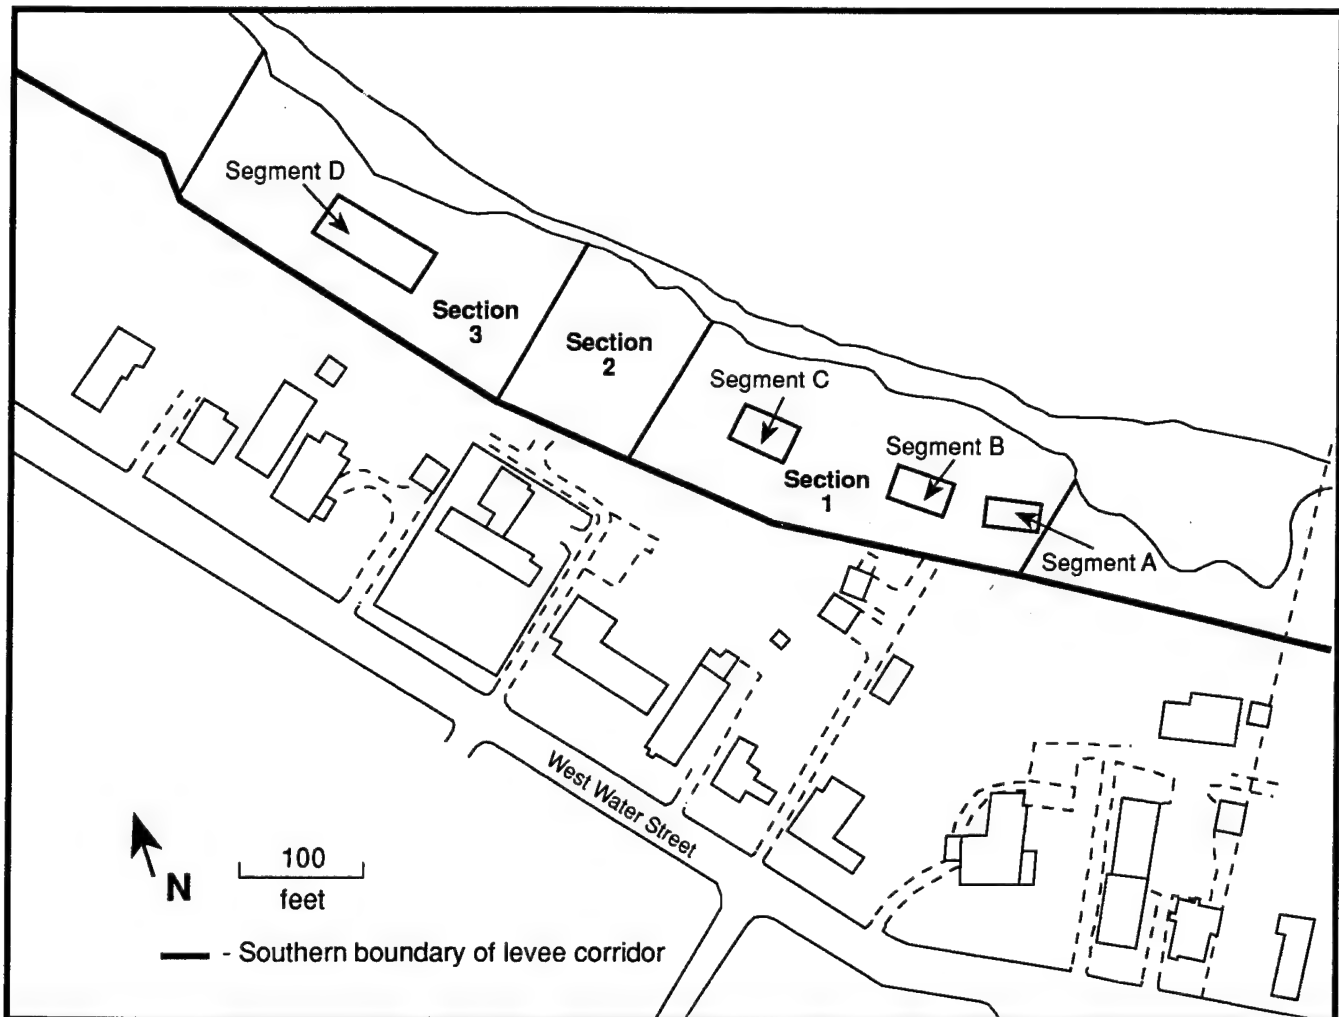 Segment D
Section
3
Section
2
Segment C
Segment B
Section
1
Segment A
West Water Street
N
100
feet
- Southern boundary of levee corridor